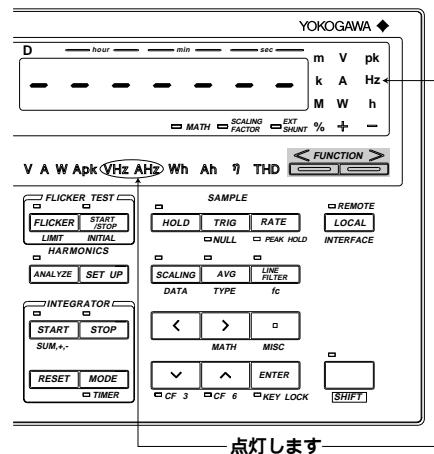 YOKOGAWA
D hour min sec
m V pk
k A Hz
M W h
MATH SCALING FACTOR EXT SHUNT % + −
V A W Apk VHz AHz Wh Ah η THD
< FUNCTION >
FLICKER TEST SAMPLE REMOTE
FLICKER START /STOP HOLD TRIG RATE LOCAL
LIMIT INITIAL NULL PEAK HOLD INTERFACE
HARMONICS
ANALYZE SET UP SCALING AVG LINE FILTER
DATA TYPE fc
INTEGRATOR
START STOP < >
SUM,+,- MATH MISC
RESET MODE ENTER
TIMER CF 3 CF 6 KEY LOCK SHIFT
点灯します